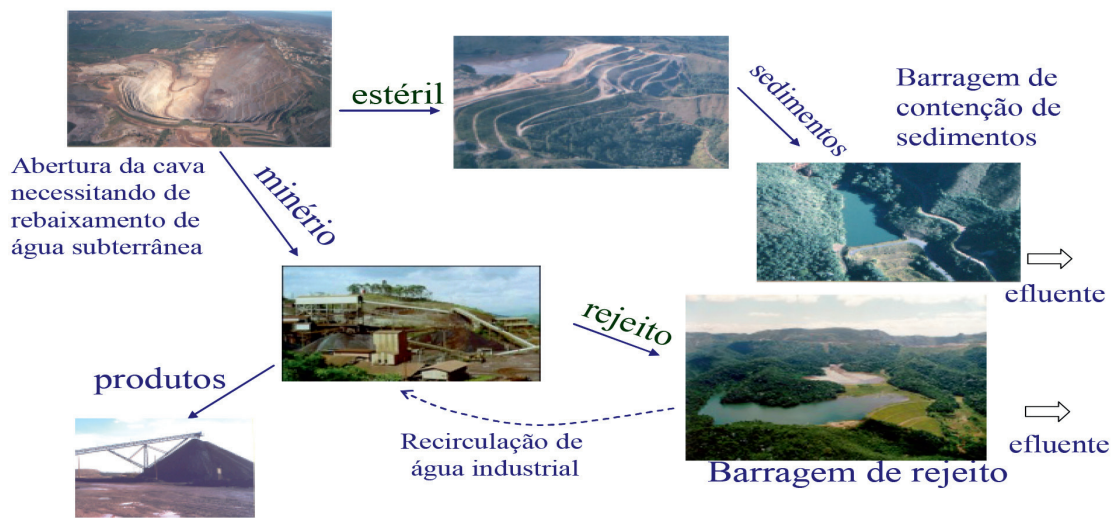 estéril
sedimentos
Barragem de
contenção de
sedimentos
Abertura da cava
necessitando de
rebaixamento de
água subterrânea
minério
efluente
rejeito
produtos
Recirculação de
água industrial
efluente
Barragem de rejeito